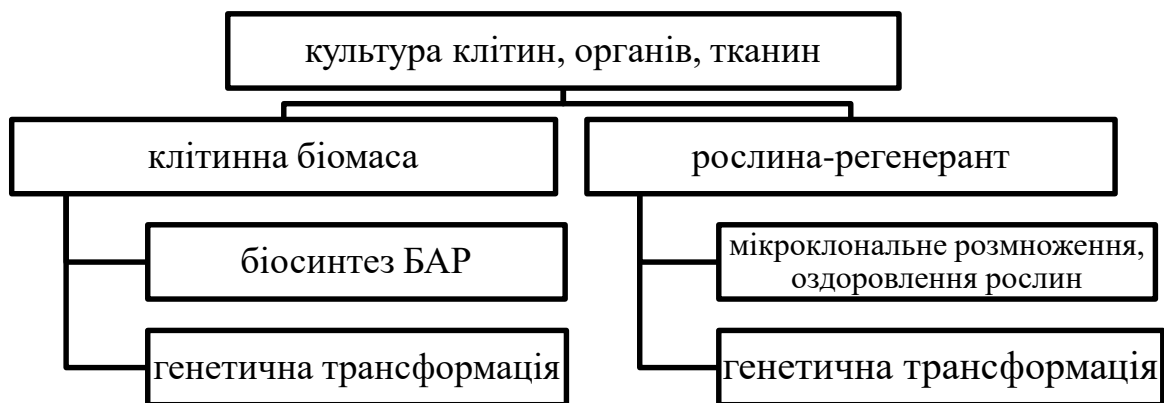 культура клітин, органів, тканин
клітинна біомаса
рослина-регенерант
біосинтез БАР
мікроклональне розмноження,
оздоровлення рослин
генетична трансформація
генетична трансформація